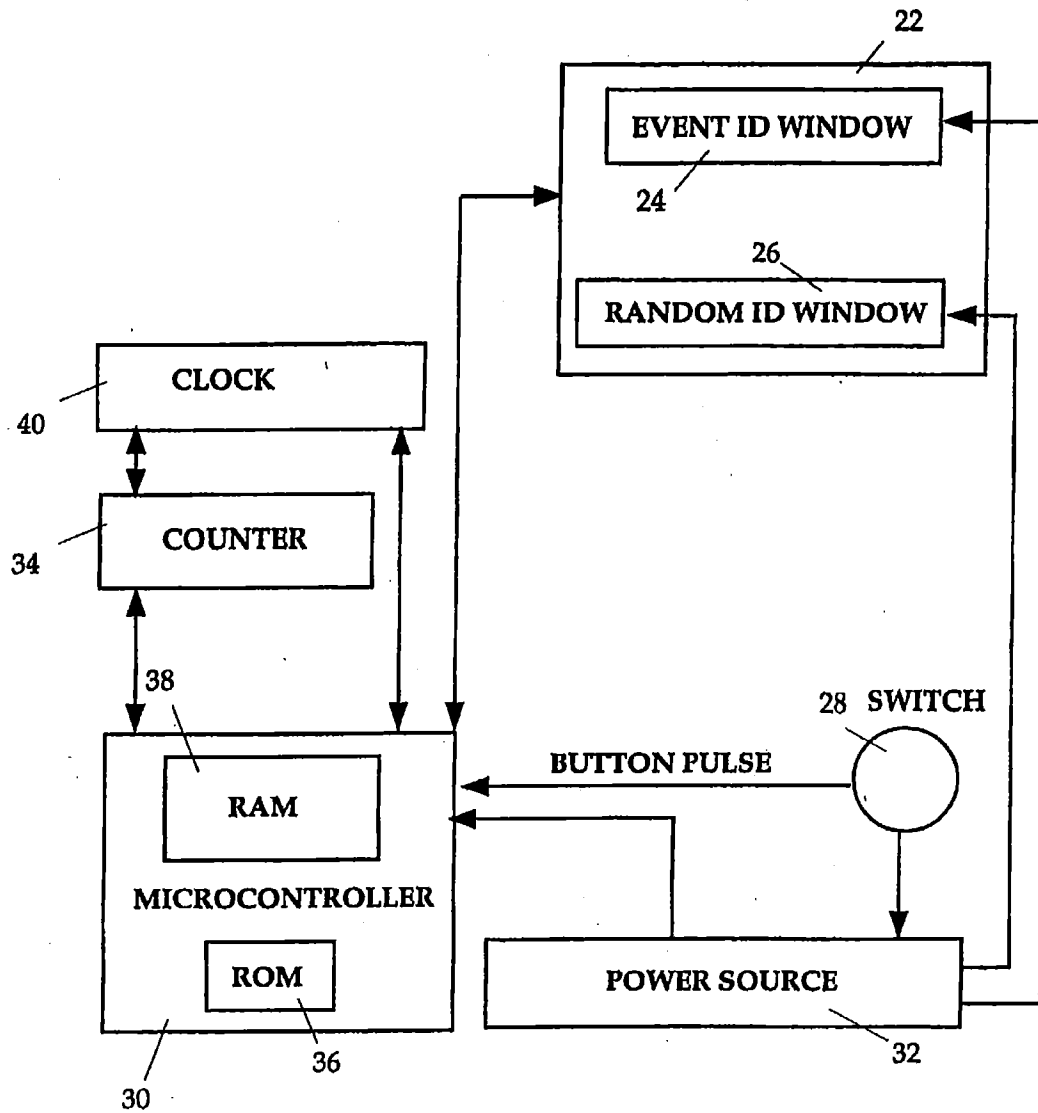 22
EVENT ID WINDOW
24
26
RANDOM ID WINDOW
CLOCK
40
COUNTER
34
38
RAM
MICROCONTROLLER
ROM
30
36
28 SWITCH
BUTTON PULSE
POWER SOURCE
32